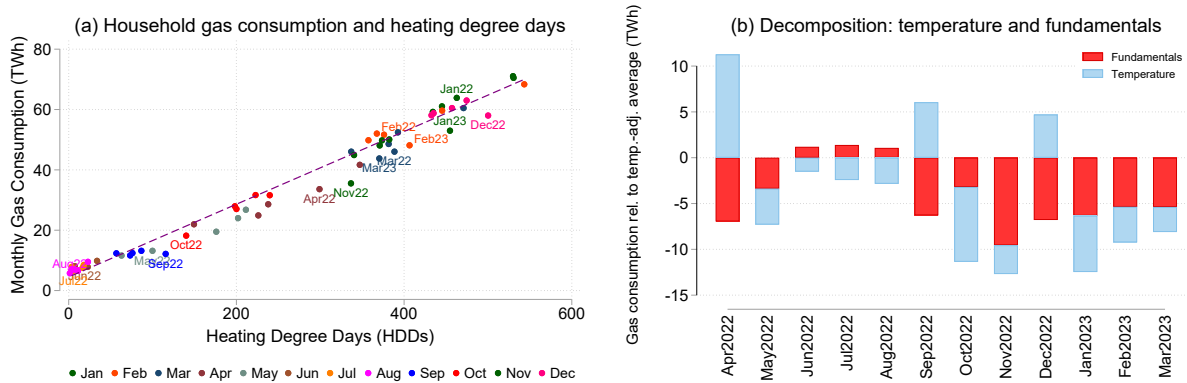 (a) Household gas consumption and heating degree days
Monthly Gas Consumption (TWh)
80
60
40
20
0
Jan22
Feb22
Jan23
Feb23
Dec22
Mar22
Mar23
Nov22
Apr22
Oct22
May22
Sep22
Aug22
Jun22
Jul22
0
200
400
600
Heating Degree Days (HDDs)
Jan Feb Mar Apr May Jun Jul Aug Sep Oct Nov Dec
(b) Decomposition: temperature and fundamentals
Gas consumption rel. to temp.-adj. average (TWh)
Fundamentals
Temperature
10
5
0
-5
-10
-15
Apr2022
May2022
Jun2022
Jul2022
Aug2022
Sep2022
Oct2022
Nov2022
Dec2022
Jan2023
Feb2023
Mar2023